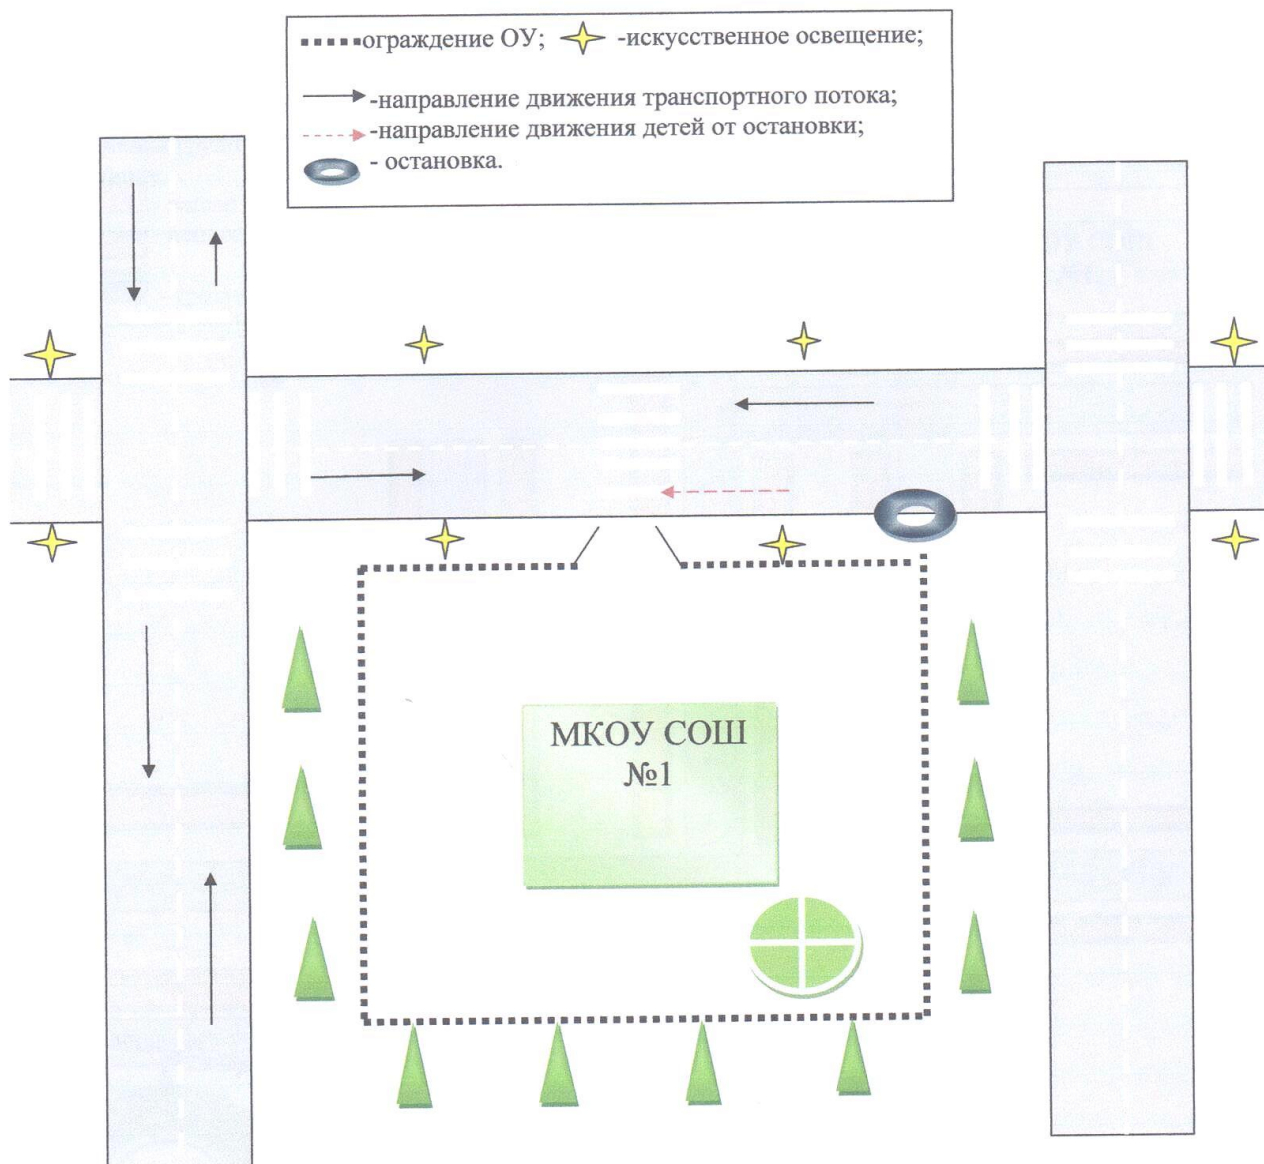 ограждение ОУ; -искусственное освещение;
-направление движения транспортного потока;
-направление движения детей от остановки;
- остановка.
МКОУ СОШ
№1